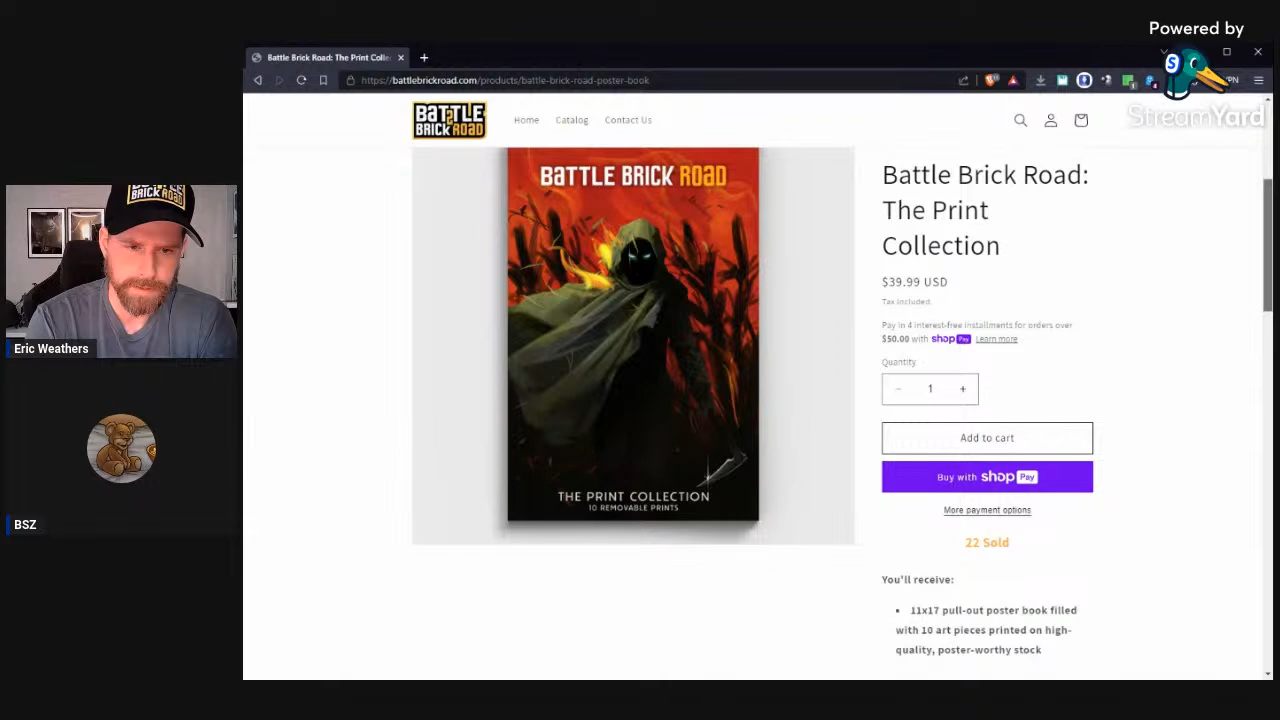 Powered by
StreamYard
Battle Brick Road: The Print Colle
https://battlebrickroad.com/products/battle-brick-road-poster-book
VPN
BATTLE
BRICK ROAD
Home
Catalog
Contact Us
BATTLE BRICK ROAD
THE PRINT COLLECTION
10 REMOVABLE PRINTS
Battle Brick Road:
The Print
Collection
$39.99 USD
Tax included.
Pay in 4 interest-free installments for orders over
$50.00 with shop Pay Learn more
Quantity
- 1 +
Add to cart
Buy with shop Pay
More payment options
22 Sold
You'll receive:
• 11x17 pull-out poster book filled
with 10 art pieces printed on high-
quality, poster-worthy stock
BRICK ROAD
Eric Weathers
BSZ